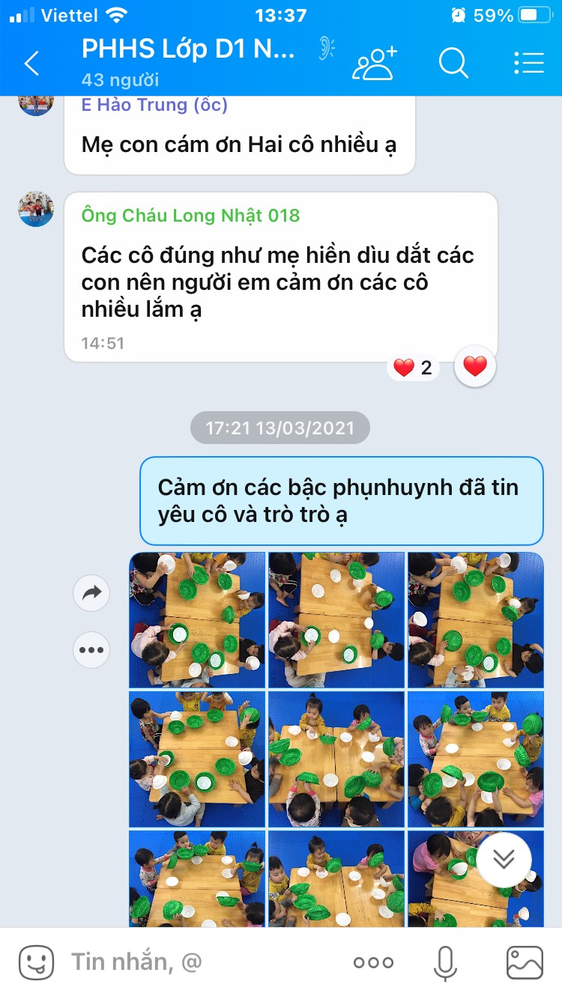 Viettel 13:37 59%
PHHS Lớp D1 N...
43 người
E Hảo Trung (ốc)
Mẹ con cám ơn Hai cô nhiều ạ
Ông Cháu Long Nhật 018
Các cô đúng như mẹ hiền dìu dắt các
con nên người em cảm ơn các cô
nhiều lắm ạ
14:51
2
17:21 13/03/2021
Cảm ơn các bậc phụnhuynh đã tin
yêu cô và trò trò ạ
Tin nhắn, @